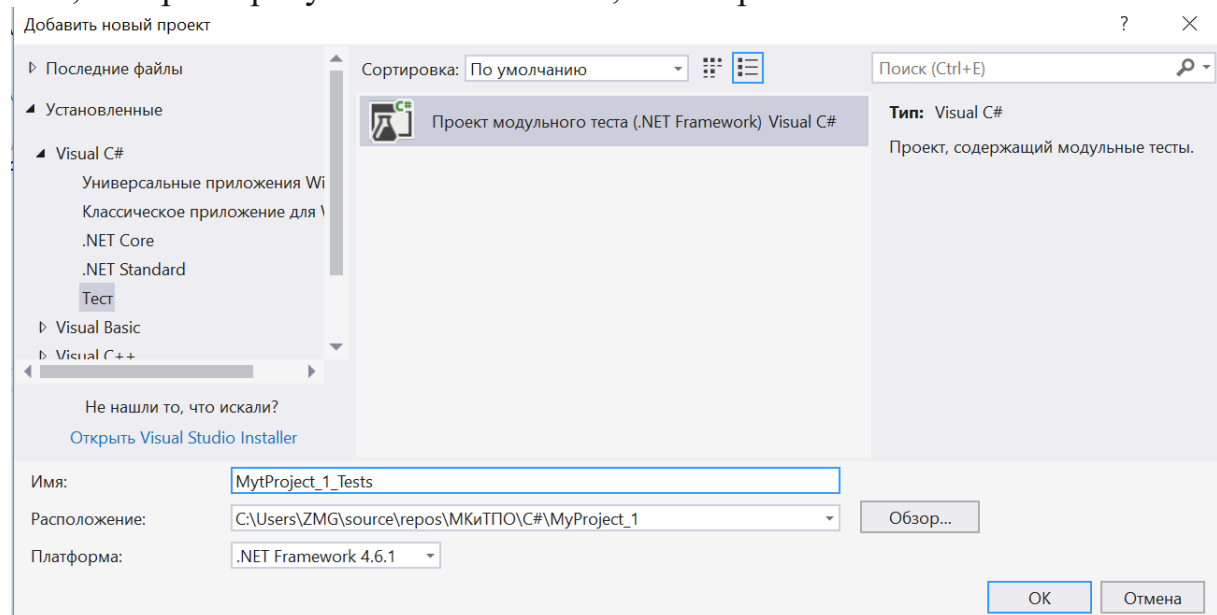 Добавить новый проект
? ×
Последние файлы
Установленные
Visual C#
Универсальные приложения Wi
Классическое приложение для
.NET Core
.NET Standard
Тест
Visual Basic
Visual C++
Не нашли то, что искали?
Открыть Visual Studio Installer
Сортировка: По умолчанию
C# Проект модульного теста (.NET Framework) Visual C#
Поиск (Ctrl+E)
Тип: Visual C#
Проект, содержащий модульные тесты.
Имя: MytProject_1_Tests
Расположение: C:\Users\ZMG\source\repos\МКиТПО\C#\MyProject_1 Обзор...
Платформа: .NET Framework 4.6.1
ОК Отмена